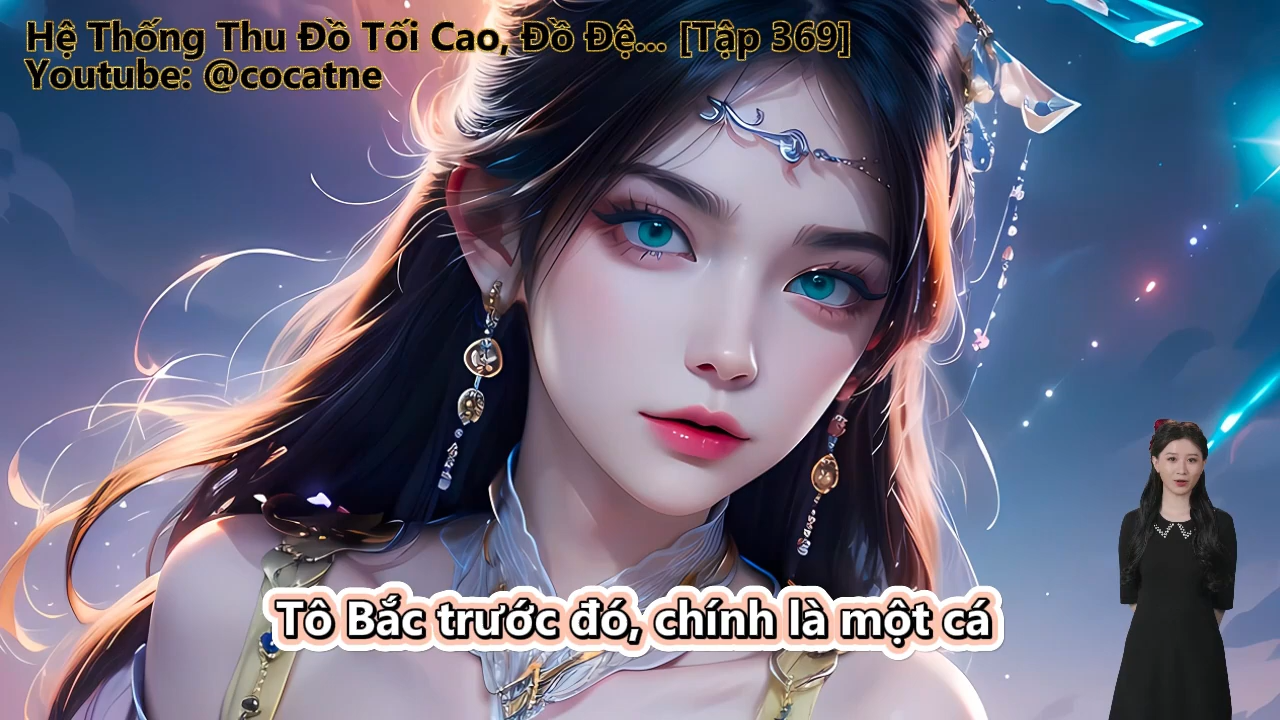 Hệ Thống Thu Đồ Tối Cao, Đồ Đệ... [Tập 369]
Youtube: @cocatne
Tô Bắc trước đó, chính là một cá